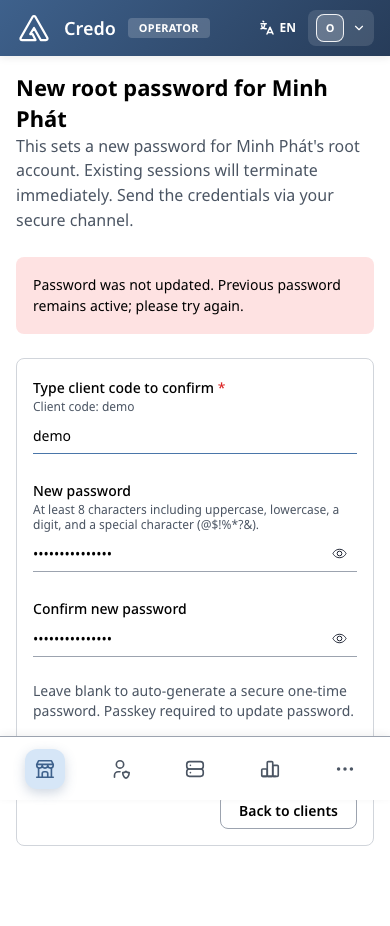 Credo
OPERATOR
EN
O
New root password for Minh
Phát
This sets a new password for Minh Phát's root
account. Existing sessions will terminate
immediately. Send the credentials via your
secure channel.
Password was not updated. Previous password
remains active; please try again.
Type client code to confirm *
Client code: demo
demo
New password
At least 8 characters including uppercase, lowercase, a
digit, and a special character (@$!%*?&).
•••••••••••••••
Confirm new password
•••••••••••••••
Leave blank to auto-generate a secure one-time
password. Passkey required to update password.
Back to clients